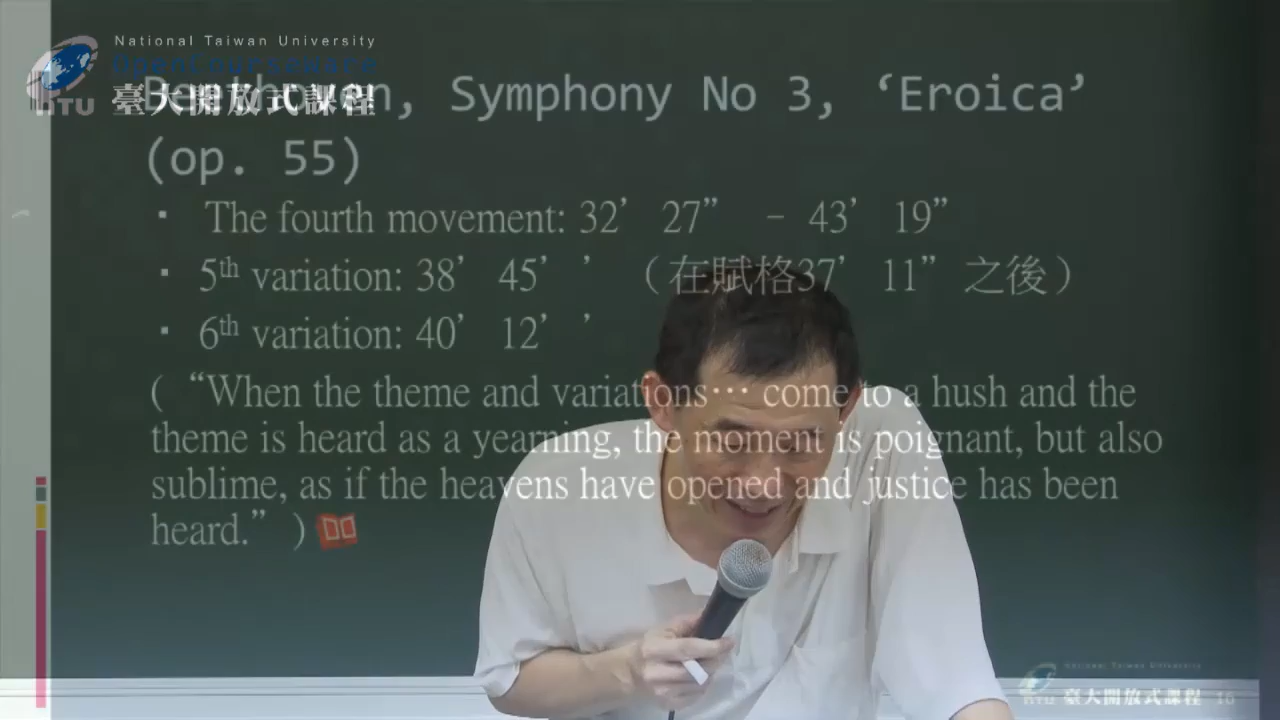 National Taiwan University
OpenCourseware
臺大開放式課程
NTU
Beethoven, Symphony No 3, ‘Eroica’
(op. 55)
▪ The fourth movement: 32’ 27” – 43’ 19”
▪ 5th variation: 38’ 45’ ’ （在賦格37’ 11” 之後）
▪ 6th variation: 40’ 12’ ’
( “When the theme and variations… come to a hush and the
theme is heard as a yearning, the moment is poignant, but also
sublime, as if the heavens have opened and justice has been
heard.” )
National Taiwan University
NTU 臺大開放式課程 16